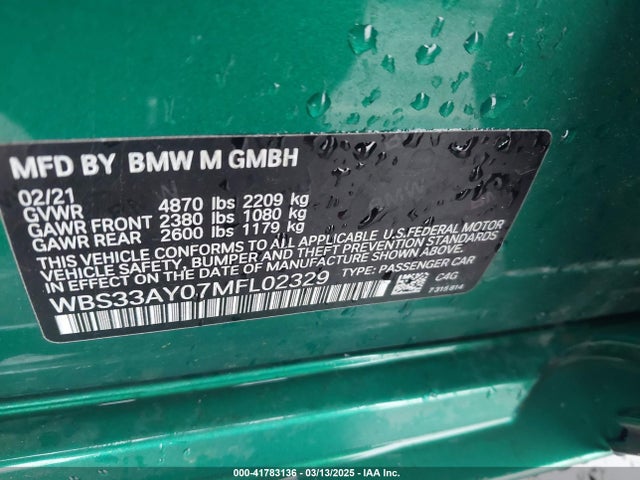 MFD BY BMW M GMBH
02/21
GVWR 4870 lbs 2209 kg
GAWR FRONT 2380 lbs 1080 kg
GAWR REAR 2600 lbs 1179 kg
THIS VEHICLE CONFORMS TO ALL APPLICABLE U.S.FEDERAL MOTOR
VEHICLE SAFETY, BUMPER AND THEFT PREVENTION STANDARDS
IN EFFECT ON THE DATE OF MANUFACTURE SHOWN ABOVE.
WBS33AY07MFL02329 TYPE: PASSENGER CAR
C4G
7315814
000-41783136 - 03/13/2025 - IAA Inc.